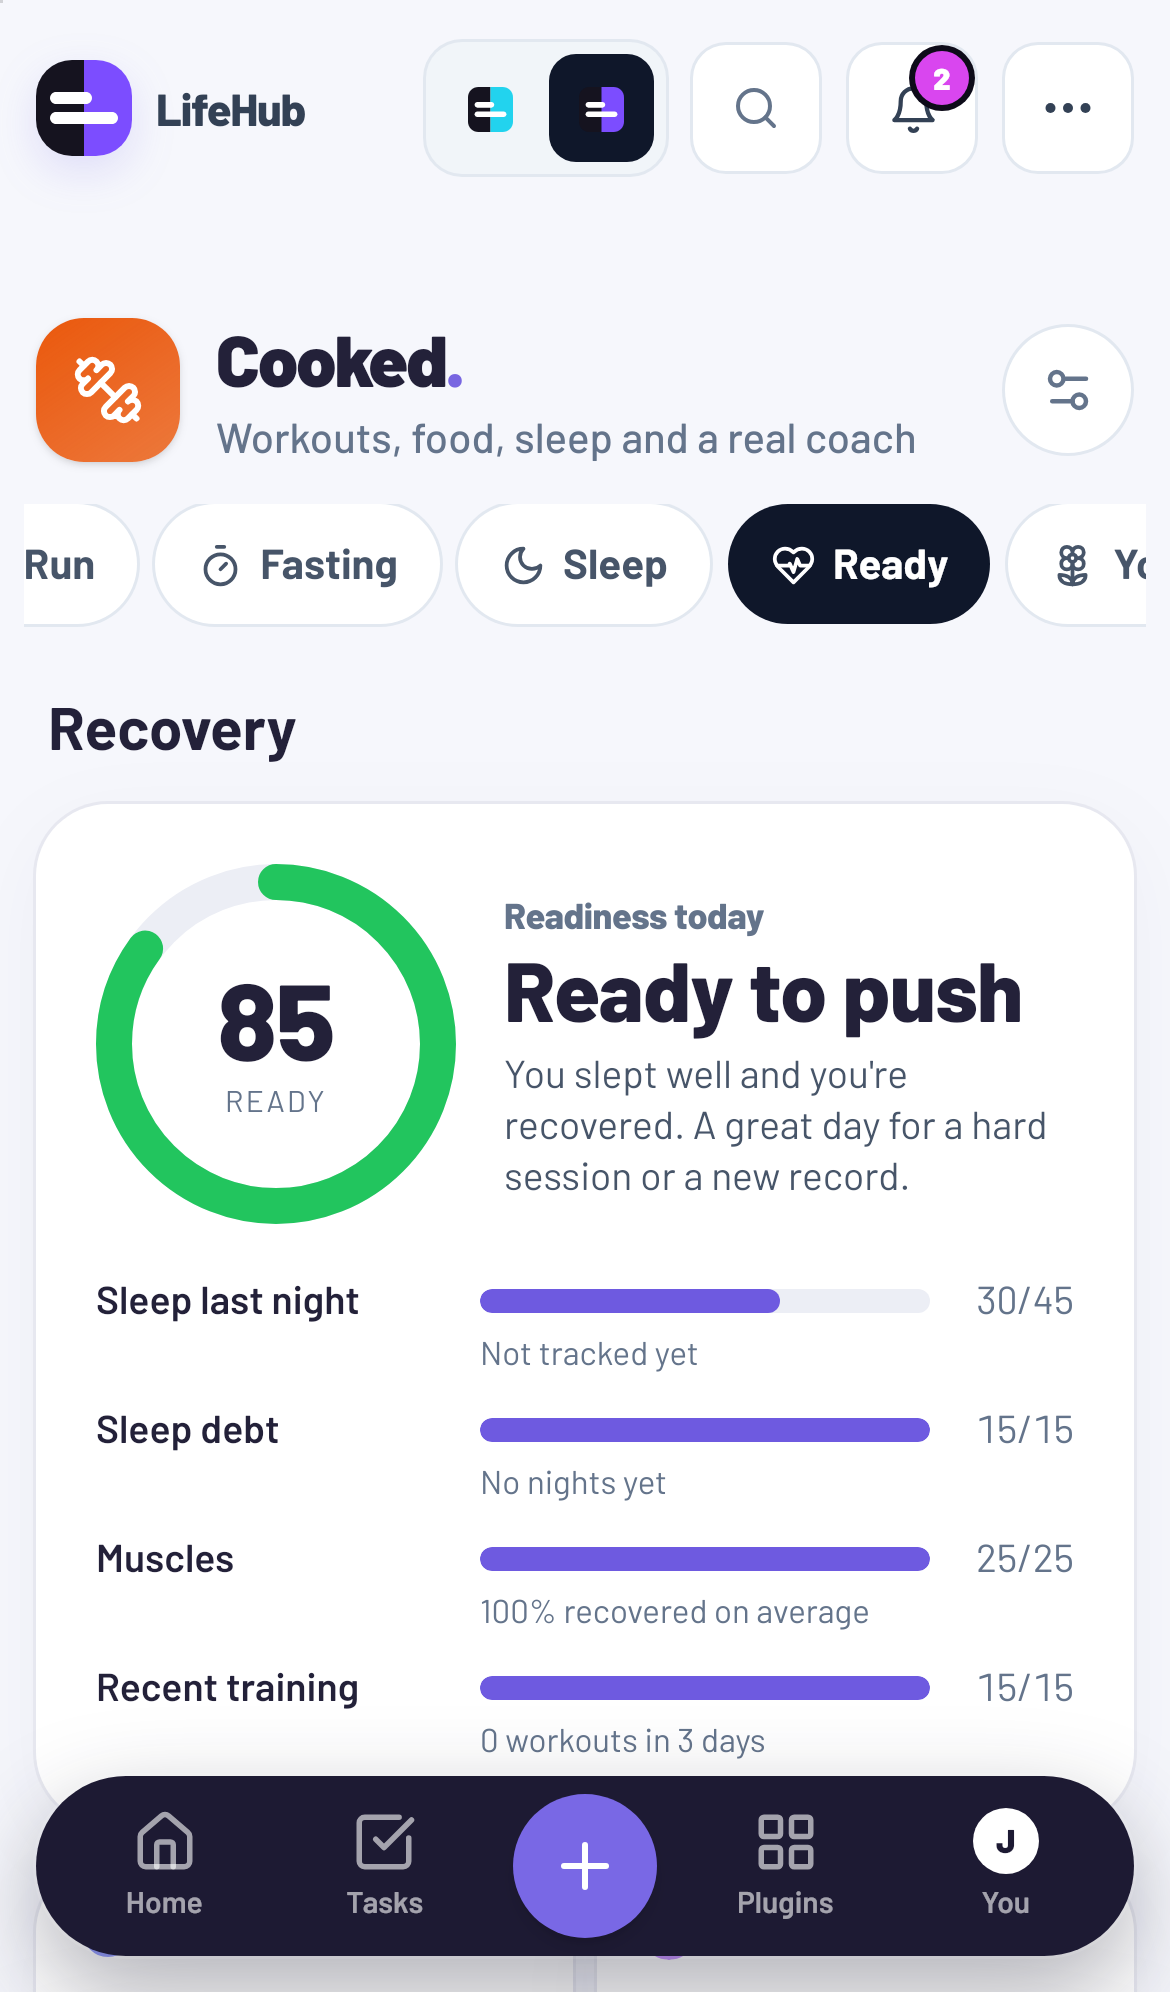 LifeHub
2
Cooked.
Workouts, food, sleep and a real coach
Run
Fasting
Sleep
Ready
Recovery
85
READY
Readiness today
Ready to push
You slept well and you're
recovered. A great day for a hard
session or a new record.
Sleep last night
30/45
Not tracked yet
Sleep debt
15/15
No nights yet
Muscles
25/25
100% recovered on average
Recent training
15/15
0 workouts in 3 days
Home
Tasks
Plugins
J
You